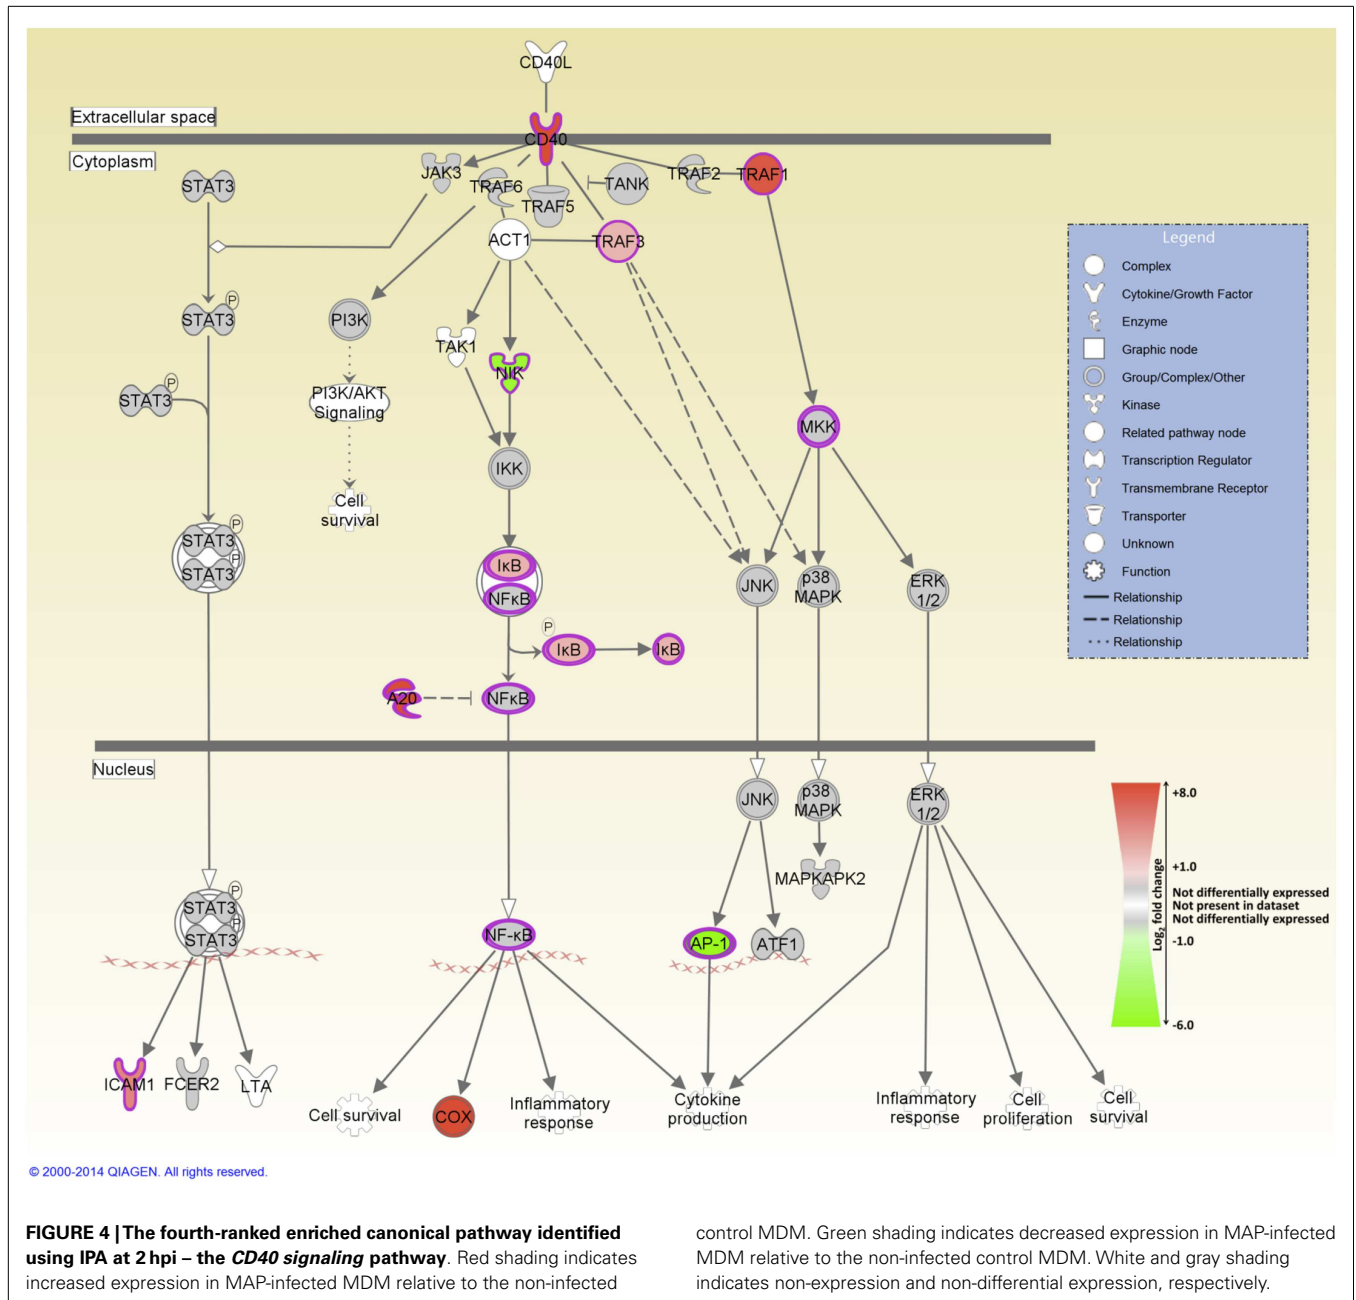 CD40L
Extracellular space
CD40
Cytoplasm
STAT3
JAK3
TRAF6
TRAF5
TANK
TRAF2
TRAF1
ACT1
TRAF3
P
STAT3
PI3K
TAK1
NIK
P
STAT3
PI3K/AKT
Signaling
MKK
IKK
Cell
survival
P
STAT3
P
STAT3
IκB
NFκB
JNK
p38
MAPK
ERK
1/2
P
IκB
IκB
A20
NFκB
Nucleus
JNK
p38
MAPK
ERK
1/2
MAPKAPK2
P
STAT3
P
STAT3
NF-κB
AP-1
ATF1
ICAM1
FCER2
LTA
Cell survival
COX
Inflammatory
response
Cytokine
production
Inflammatory
response
Cell
proliferation
Cell
survival
Legend
Complex
Cytokine/Growth Factor
Enzyme
Graphic node
Group/Complex/Other
Kinase
Related pathway node
Transcription Regulator
Transmembrane Receptor
Transporter
Unknown
Function
Relationship
Relationship
Relationship
+8.0
+1.0
Not differentially expressed
Not present in dataset
Not differentially expressed
-1.0
-6.0
Log2 fold change
© 2000-2014 QIAGEN. All rights reserved.
FIGURE 4 | The fourth-ranked enriched canonical pathway identified
using IPA at 2 hpi – the CD40 signaling pathway. Red shading indicates
increased expression in MAP-infected MDM relative to the non-infected
control MDM. Green shading indicates decreased expression in MAP-infected
MDM relative to the non-infected control MDM. White and gray shading
indicates non-expression and non-differential expression, respectively.